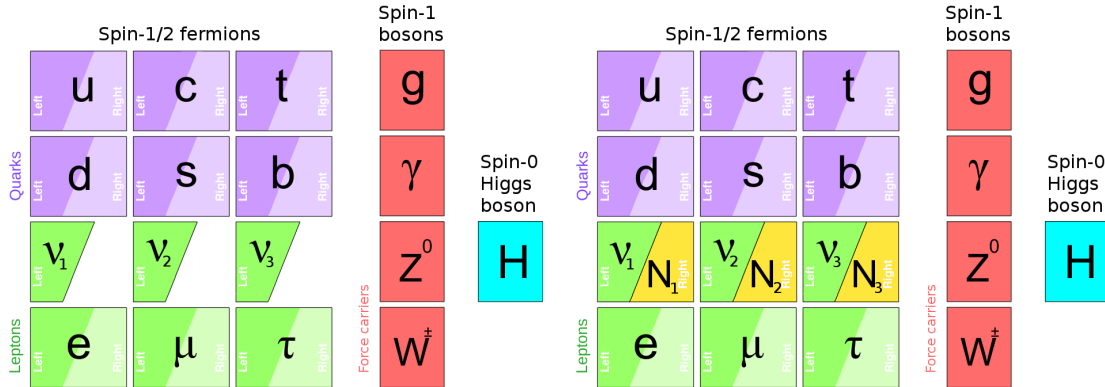 Spin-1/2 fermions
Spin-1
bosons
Left u Right
Left c Right
Left t Right
g
Quarks
Left d Right
Left s Right
Left b Right
γ
Spin-0
Higgs
boson
Left ν1
Left ν2
Left ν3
Z0
H
Leptons
Left e Right
Left μ Right
Left τ Right
Force carriers
W±
Spin-1/2 fermions
Spin-1
bosons
Left u Right
Left c Right
Left t Right
g
Quarks
Left d Right
Left s Right
Left b Right
γ
Spin-0
Higgs
boson
Left ν1 N1 Right
Left ν2 N2 Right
Left ν3 N3 Right
Z0
H
Leptons
Left e Right
Left μ Right
Left τ Right
Force carriers
W±